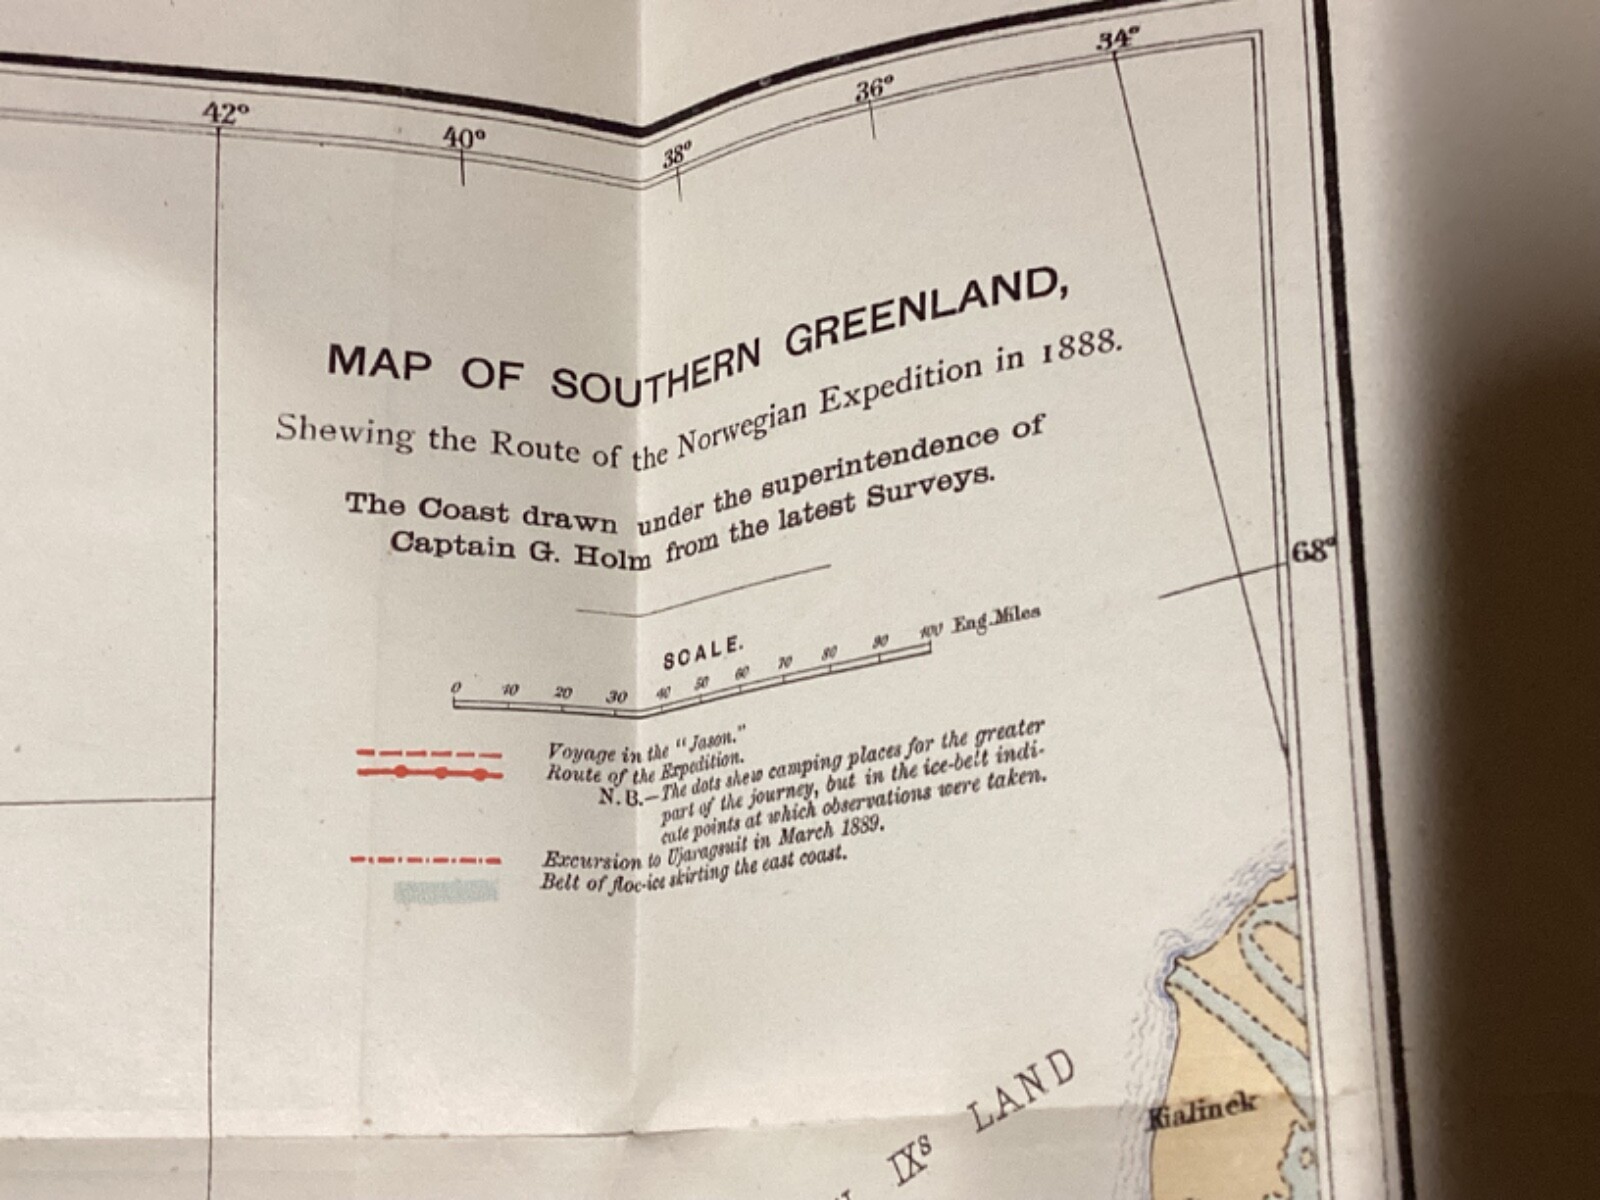 42° 40° 38° 36° 34°
MAP OF SOUTHERN GREENLAND,
Shewing the Route of the Norwegian Expedition in 1888.
The Coast drawn under the superintendence of
Captain G. Holm from the latest Surveys.
68°
SCALE.
0 10 20 30 40 50 60 70 80 90 100 Eng. Miles
Voyage in the "Jason."
Route of the Expedition.
N.B.—The dots shew camping places for the greater
part of the journey, but in the ice-belt indi-
cate points at which observations were taken.
Excursion to Ujaragsuit in March 1889.
Belt of floe-ice skirting the east coast.
Kialinek
IXs LAND